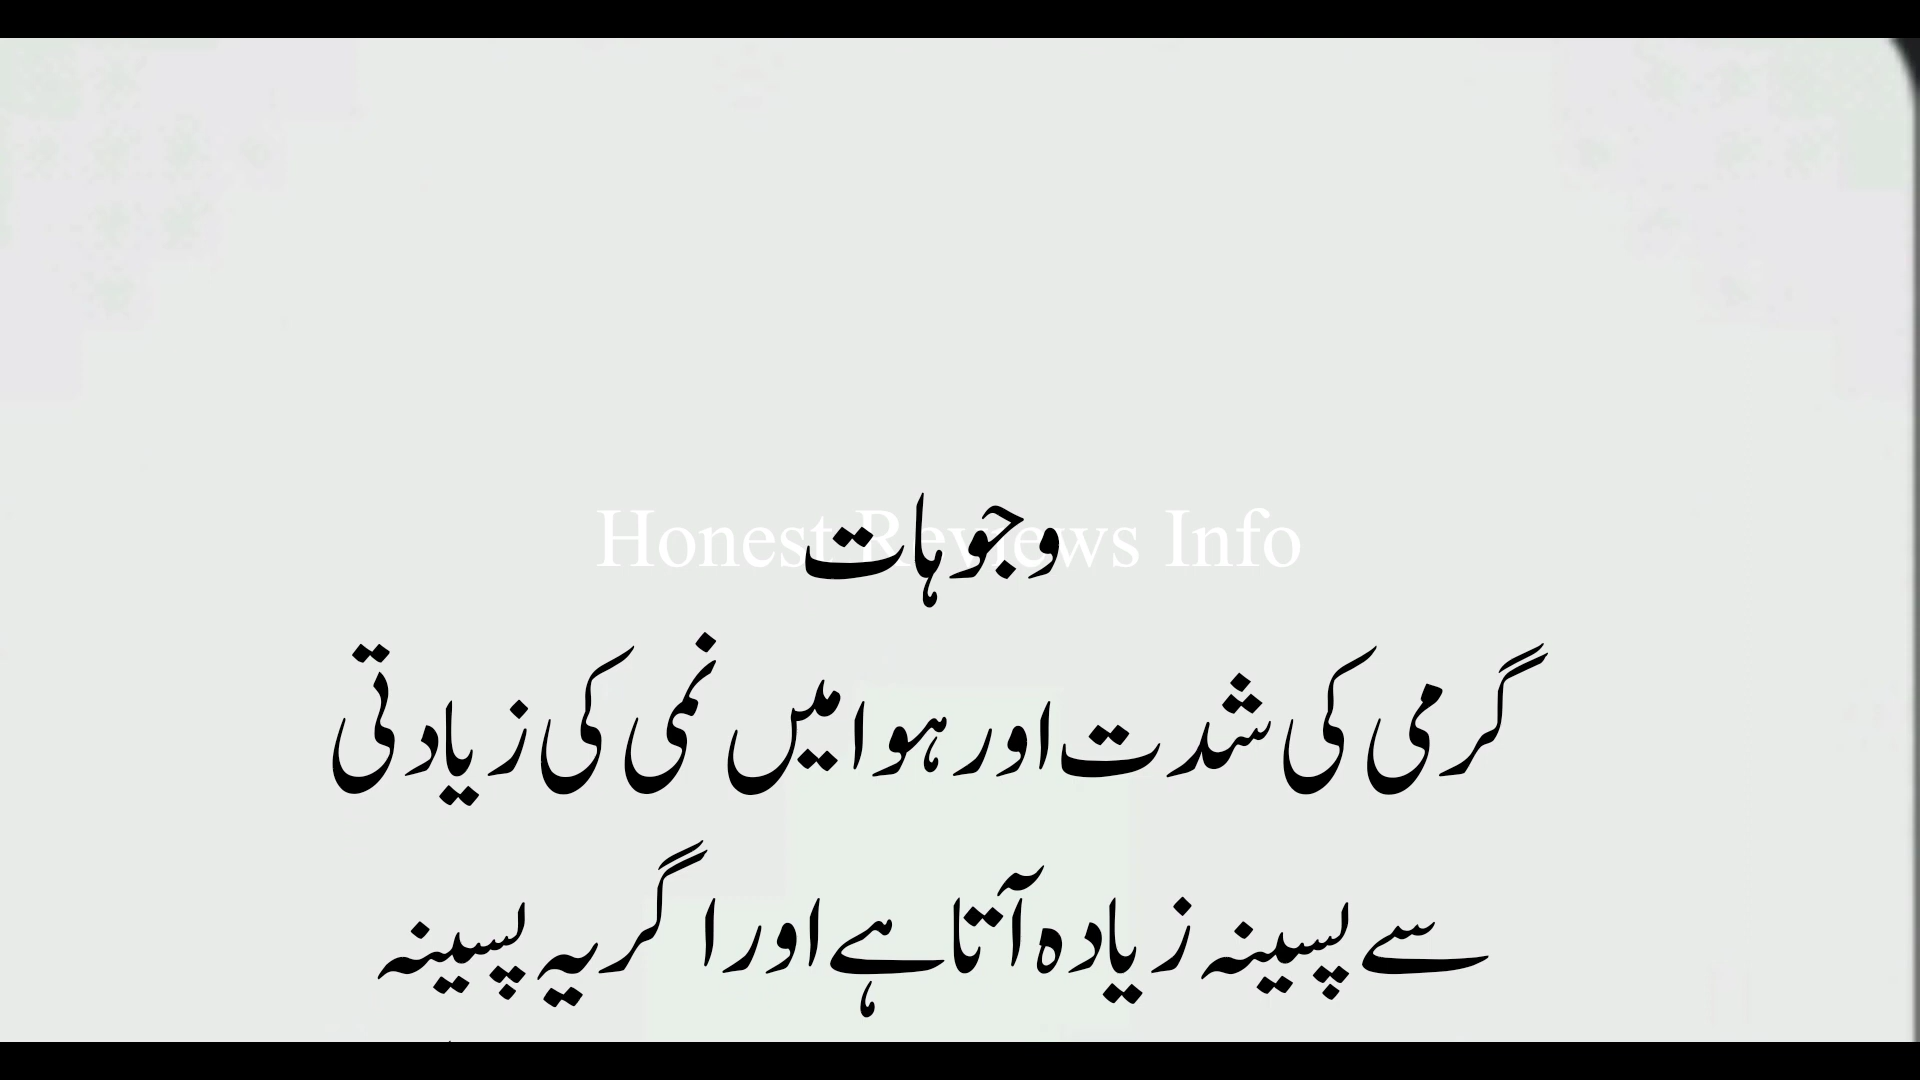 وجوہات
Honest Reviews Info
گرمی کی شدت اور ہوا میں نمی کی زیادتی
سے پسینہ زیادہ آتا ہے اور اگر یہ پسینہ